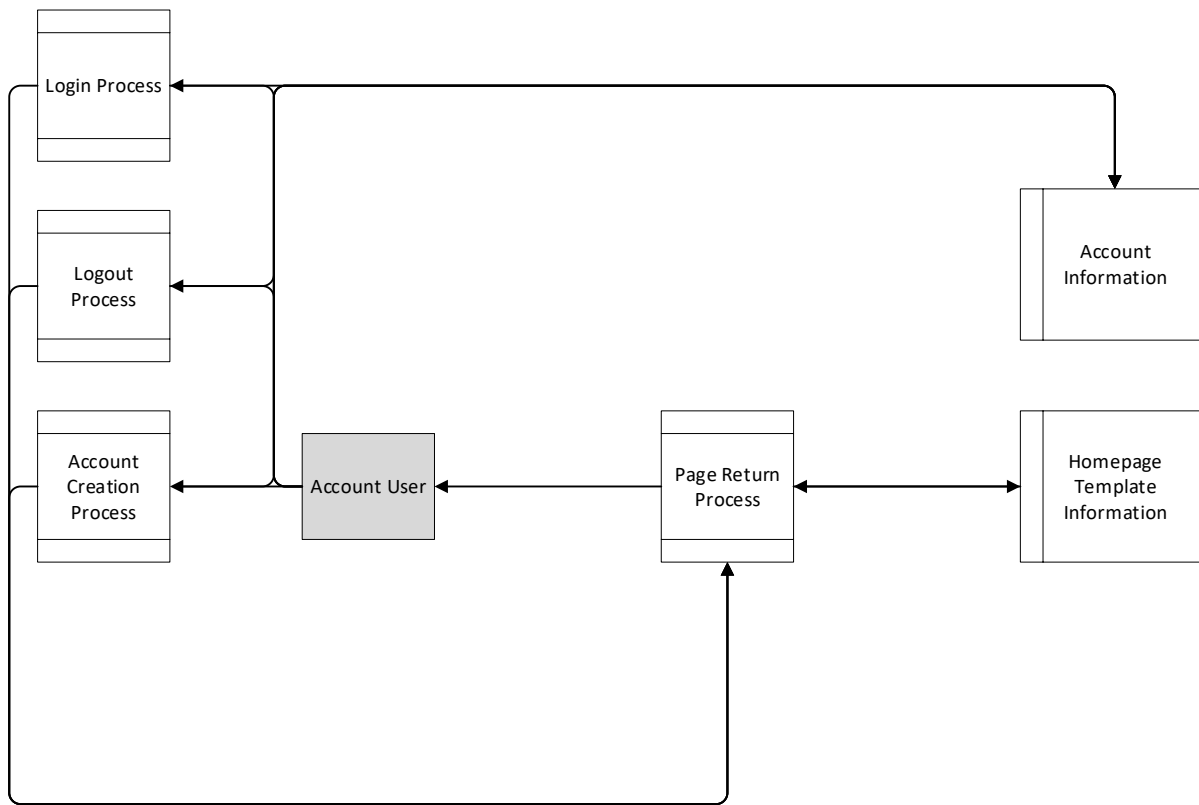 Login Process
Logout
Process
Account
Creation
Process
Account User
Page Return
Process
Account
Information
Homepage
Template
Information